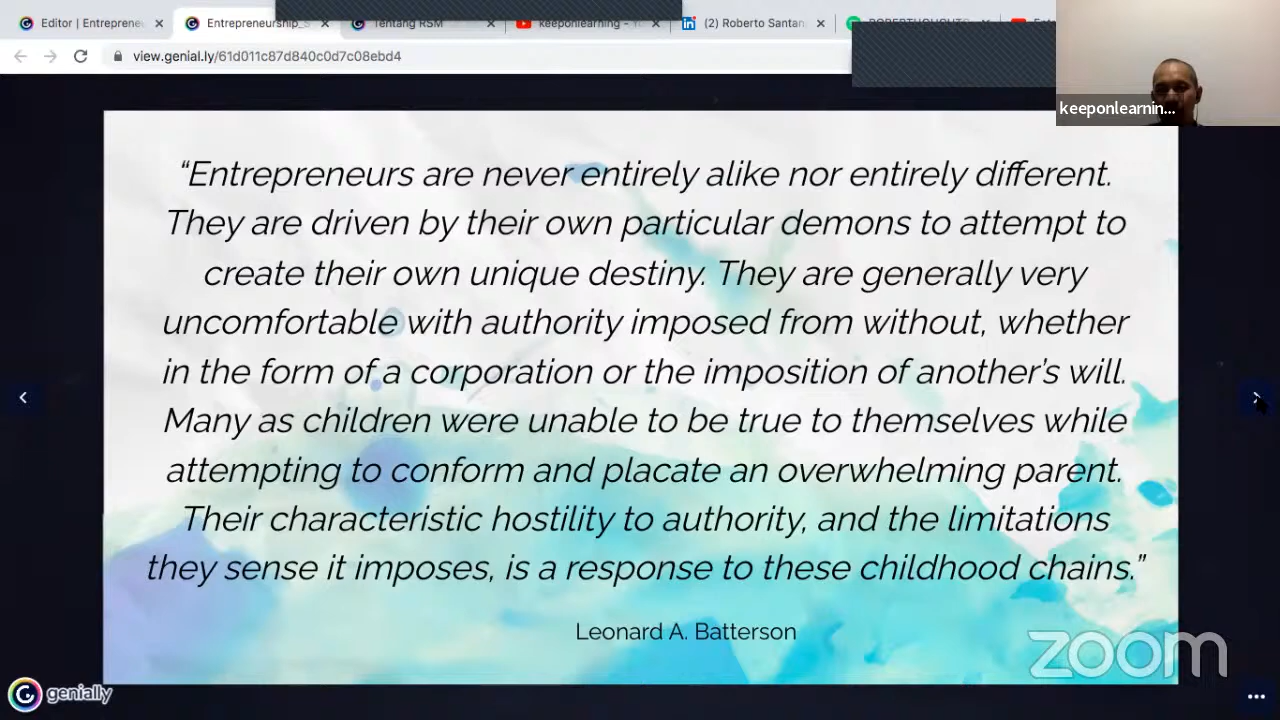 Editor | Entrepreneu
Entrepreneurship_S
Tentang RSM
keeponlearning - Yo
(2) Roberto Santan
view.genial.ly/61d011c87d840c0d7c08ebd4
keeponlearnin...
“Entrepreneurs are never entirely alike nor entirely different.
They are driven by their own particular demons to attempt to
create their own unique destiny. They are generally very
uncomfortable with authority imposed from without, whether
in the form of a corporation or the imposition of another’s will.
Many as children were unable to be true to themselves while
attempting to conform and placate an overwhelming parent.
Their characteristic hostility to authority, and the limitations
they sense it imposes, is a response to these childhood chains.”
Leonard A. Batterson
zoom
genially